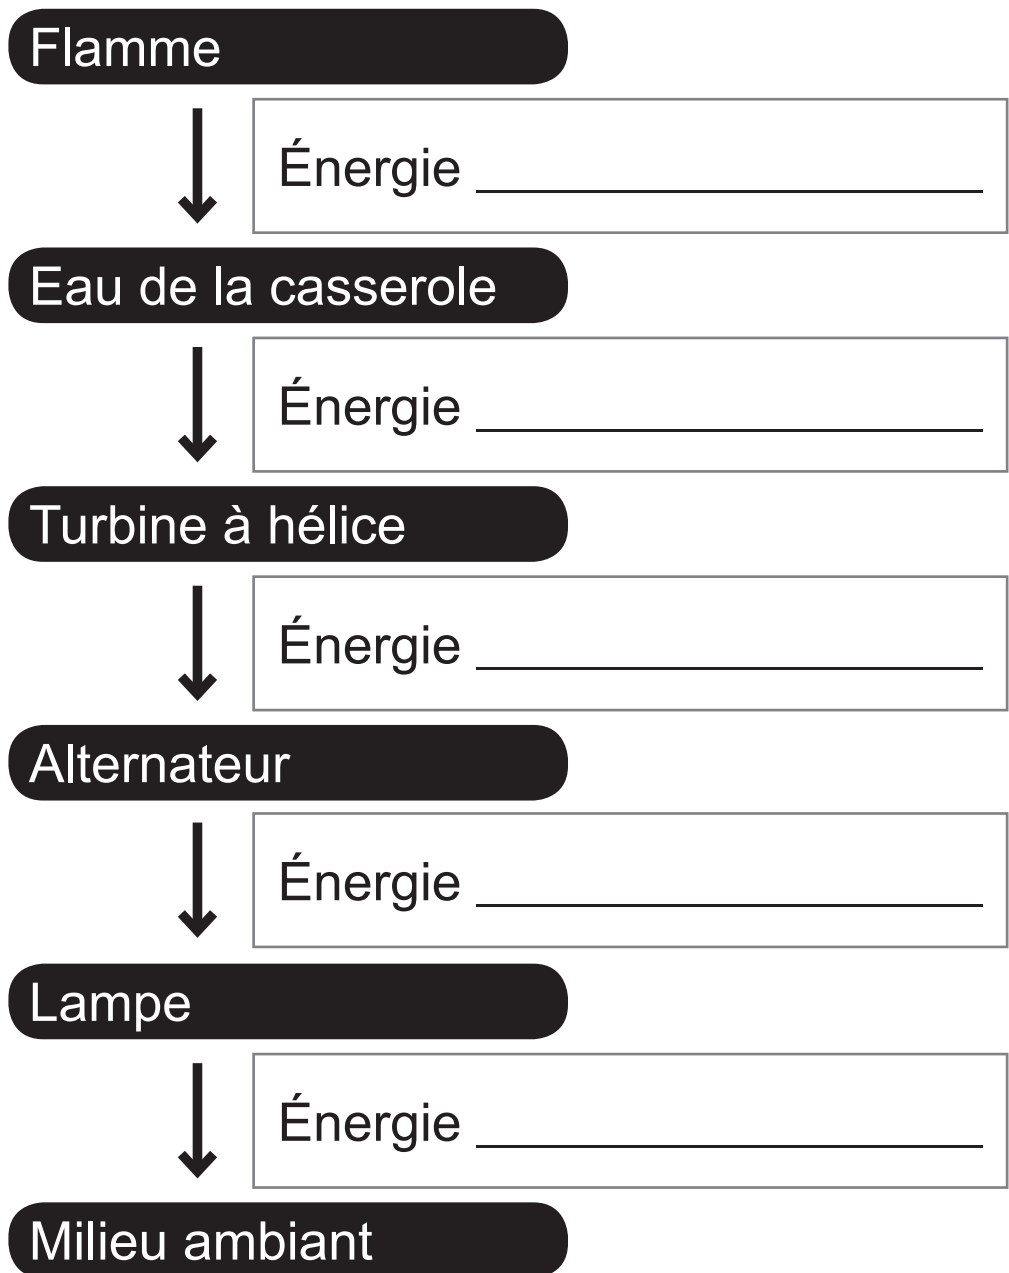 Flamme
Énergie
Eau de la casserole
Énergie
Turbine à hélice
Énergie
Alternateur
Énergie
Lampe
Énergie
Milieu ambiant